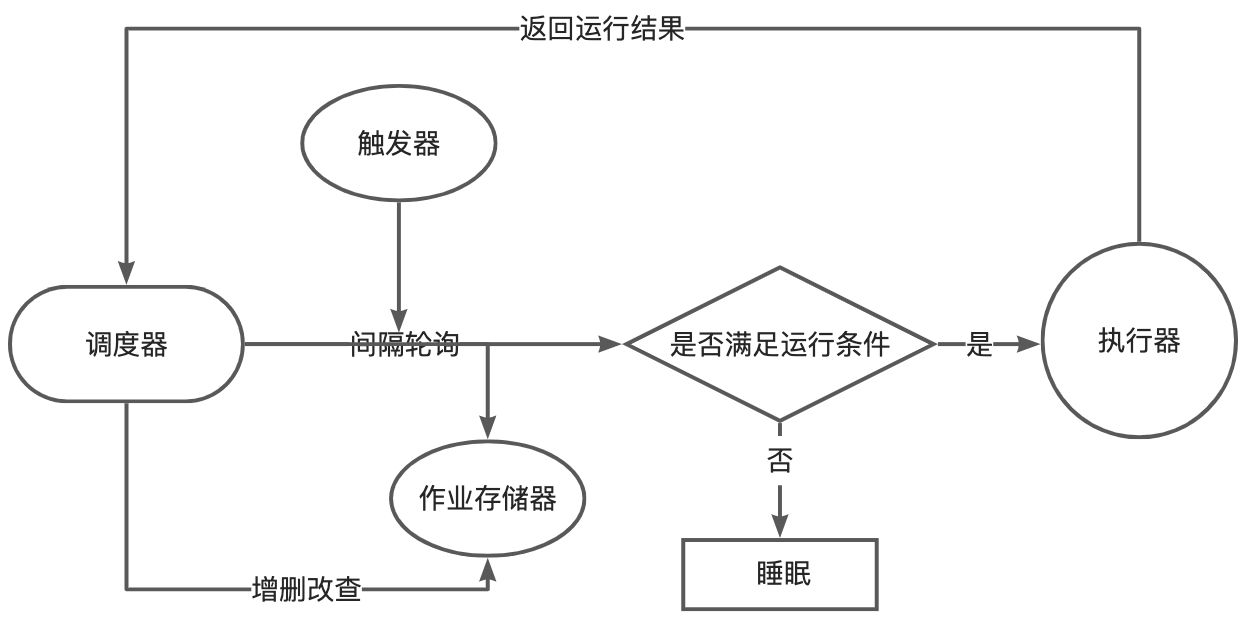 返回运行结果
触发器
调度器
间隔轮询
是否满足运行条件
是
执行器
否
作业存储器
睡眠
增删改查